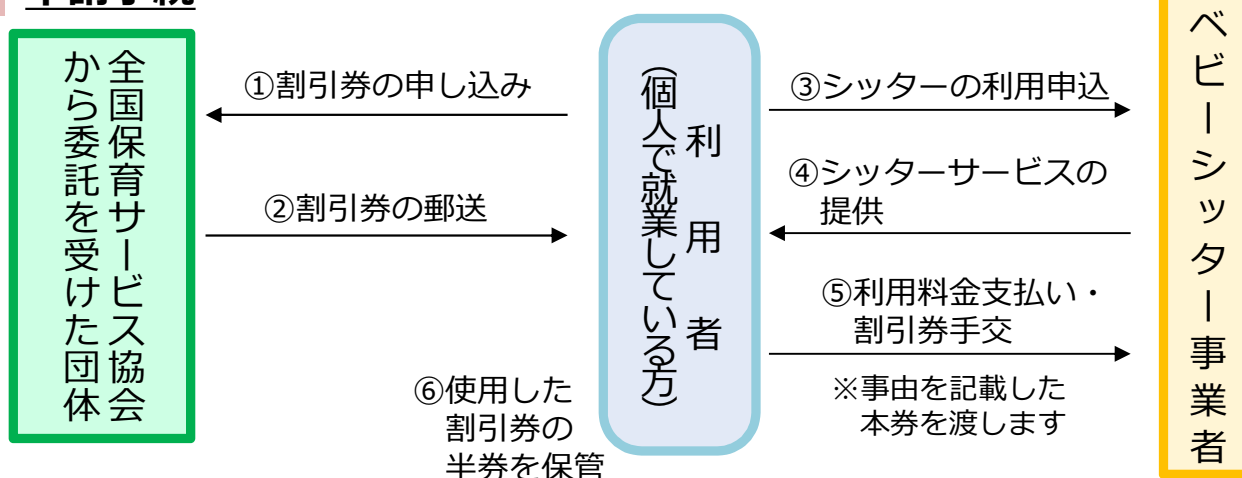 申請手続
全国保育サービス協会
から委託を受けた団体
①割引券の申し込み
②割引券の郵送
利用者
(個人で就業している方)
③シッターの利用申込
④シッターサービスの
提供
⑤利用料金支払い・
割引券手交
※事由を記載した
本券を渡します
⑥使用した
割引券の
半券を保管
ベビーシッター事業者